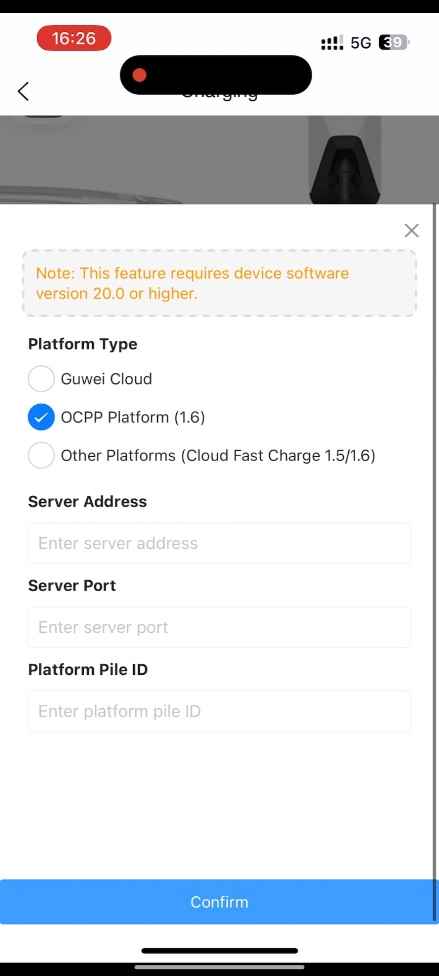 16:26
5G 39
Charging
Note: This feature requires device software
version 20.0 or higher.
Platform Type
Guwei Cloud
OCPP Platform (1.6)
Other Platforms (Cloud Fast Charge 1.5/1.6)
Server Address
Enter server address
Server Port
Enter server port
Platform Pile ID
Enter platform pile ID
Confirm